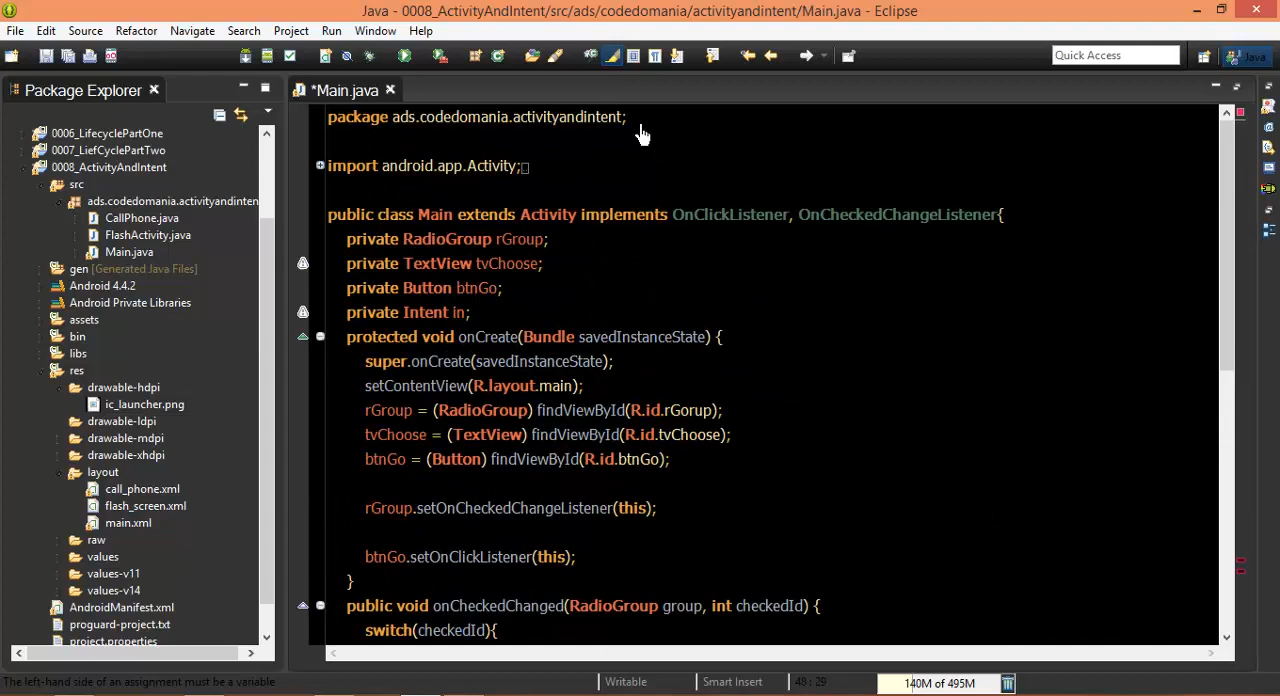 Java - 0008_ActivityAndIntent/src/ads/codedomania/activityandintent/Main.java - Eclipse
File Edit Source Refactor Navigate Search Project Run Window Help
Quick Access
Java
Package Explorer
*Main.java
0006_LifecyclePartOne
0007_LiefCyclePartTwo
0008_ActivityAndIntent
src
ads.codedomania.activityandinten
CallPhone.java
FlashActivity.java
Main.java
gen [Generated Java Files]
Android 4.4.2
Android Private Libraries
assets
bin
libs
res
drawable-hdpi
ic_launcher.png
drawable-ldpi
drawable-mdpi
drawable-xhdpi
layout
call_phone.xml
flash_screen.xml
main.xml
raw
values
values-v11
values-v14
AndroidManifest.xml
proguard-project.txt
project.properties
package ads.codedomania.activityandintent;
import android.app.Activity;
public class Main extends Activity implements OnClickListener, OnCheckedChangeListener{
private RadioGroup rGroup;
private TextView tvChoose;
private Button btnGo;
private Intent in;
protected void onCreate(Bundle savedInstanceState) {
super.onCreate(savedInstanceState);
setContentView(R.layout.main);
rGroup = (RadioGroup) findViewById(R.id.rGorup);
tvChoose = (TextView) findViewById(R.id.tvChoose);
btnGo = (Button) findViewById(R.id.btnGo);
rGroup.setOnCheckedChangeListener(this);
btnGo.setOnClickListener(this);
}
public void onCheckedChanged(RadioGroup group, int checkedId) {
switch(checkedId){
The left-hand side of an assignment must be a variable
Writable
Smart Insert
48 : 29
140M of 495M